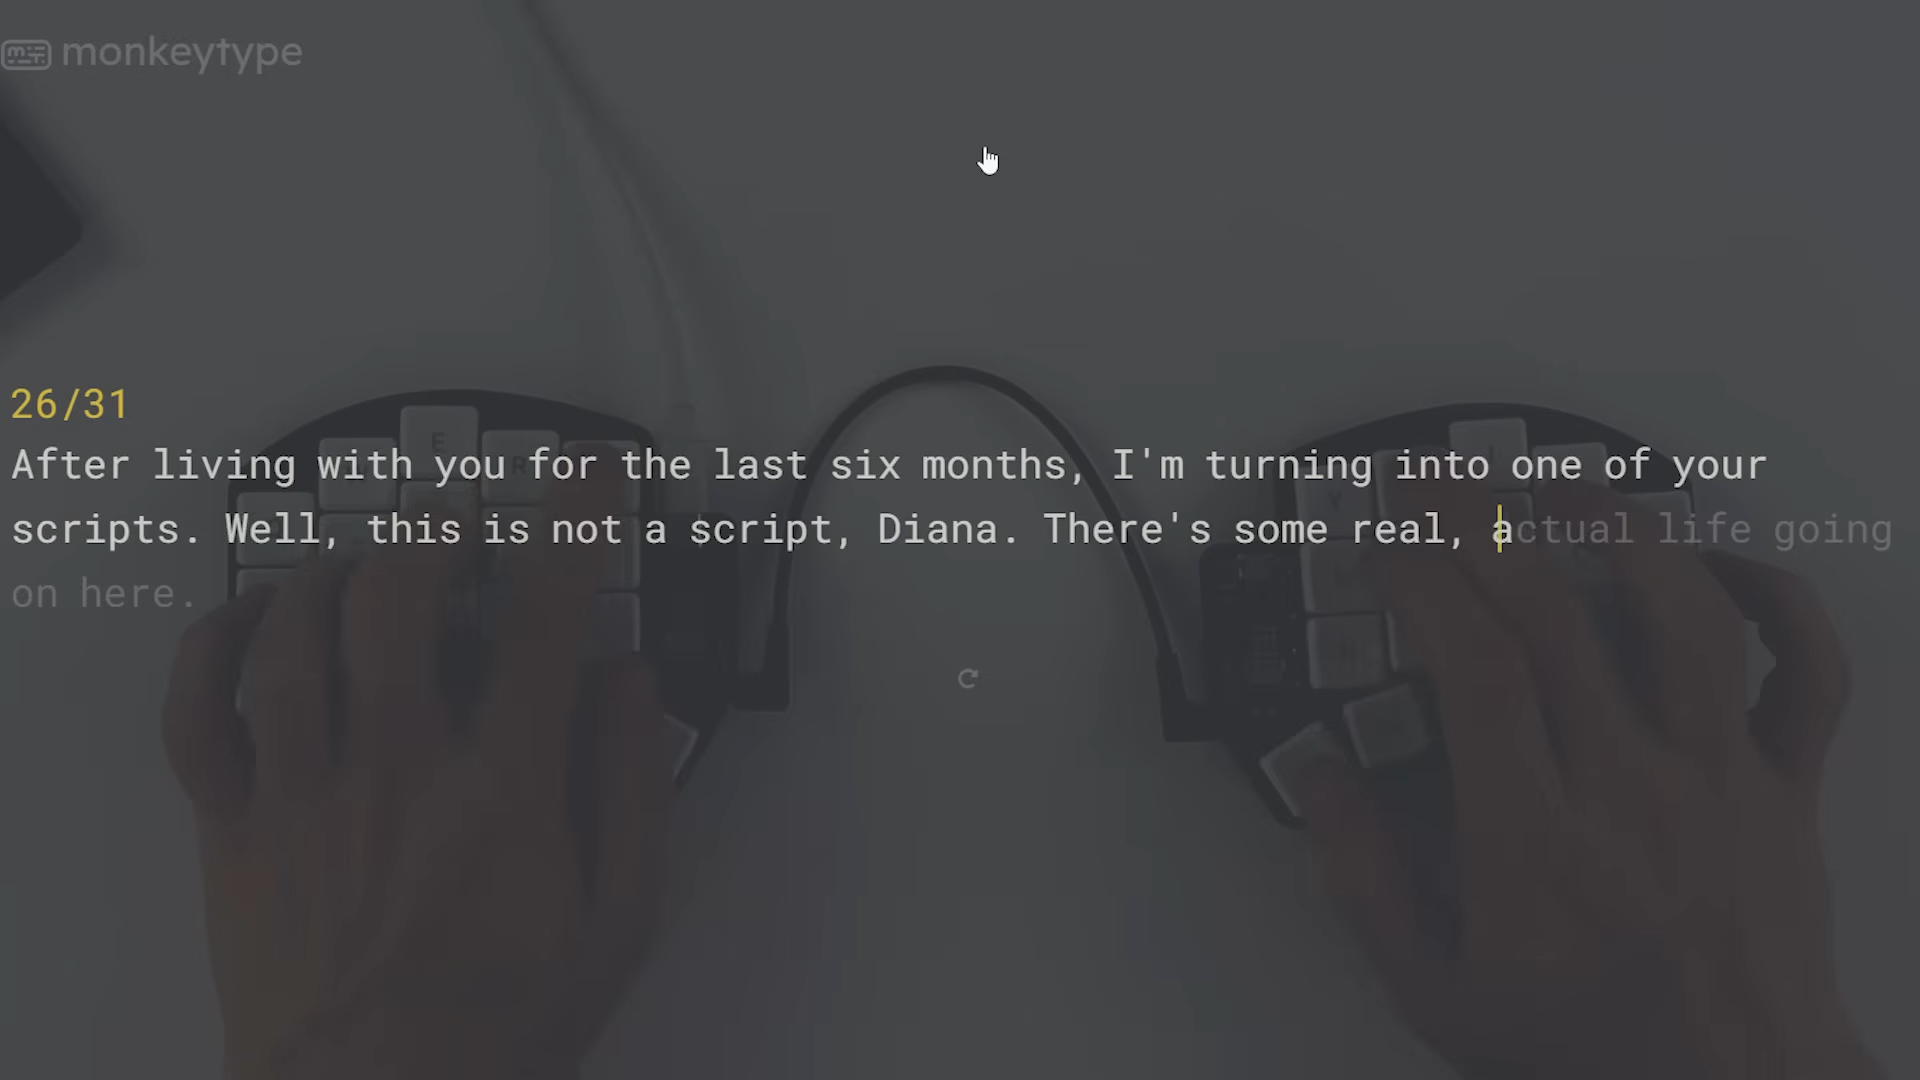 monkeytype
26/31
After living with you for the last six months, I'm turning into one of your
scripts. Well, this is not a script, Diana. There's some real, actual life going
on here.
E
R
Y